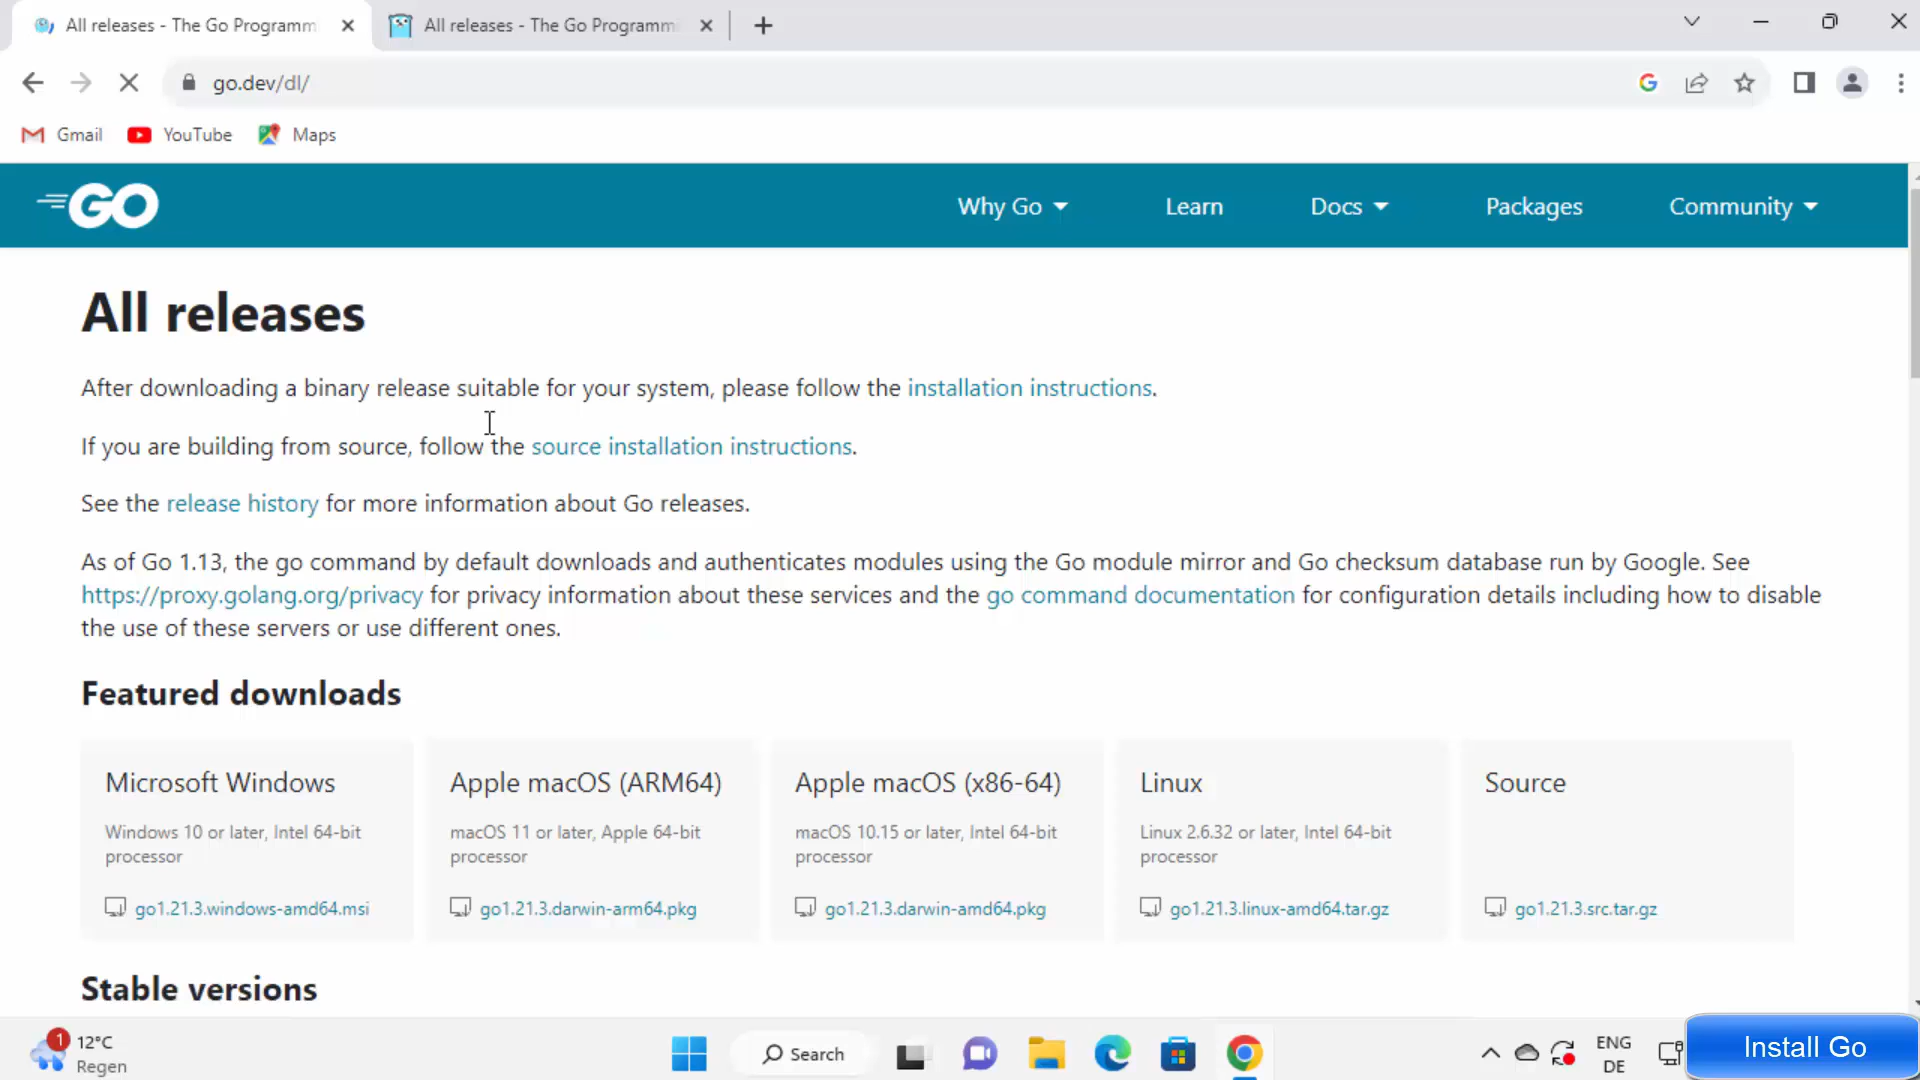 All releases - The Go Programm
All releases - The Go Programmi
go.dev/dl/
Gmail
YouTube
Maps
GO
Why Go
Learn
Docs
Packages
Community
All releases
After downloading a binary release suitable for your system, please follow the installation instructions.
If you are building from source, follow the source installation instructions.
See the release history for more information about Go releases.
As of Go 1.13, the go command by default downloads and authenticates modules using the Go module mirror and Go checksum database run by Google. See
https://proxy.golang.org/privacy for privacy information about these services and the go command documentation for configuration details including how to disable
the use of these servers or use different ones.
Featured downloads
Microsoft Windows
Windows 10 or later, Intel 64-bit
processor
go1.21.3.windows-amd64.msi
Apple macOS (ARM64)
macOS 11 or later, Apple 64-bit
processor
go1.21.3.darwin-arm64.pkg
Apple macOS (x86-64)
macOS 10.15 or later, Intel 64-bit
processor
go1.21.3.darwin-amd64.pkg
Linux
Linux 2.6.32 or later, Intel 64-bit
processor
go1.21.3.linux-amd64.tar.gz
Source
go1.21.3.src.tar.gz
Stable versions
1
12°C
Regen
Search
ENG
DE
Install Go